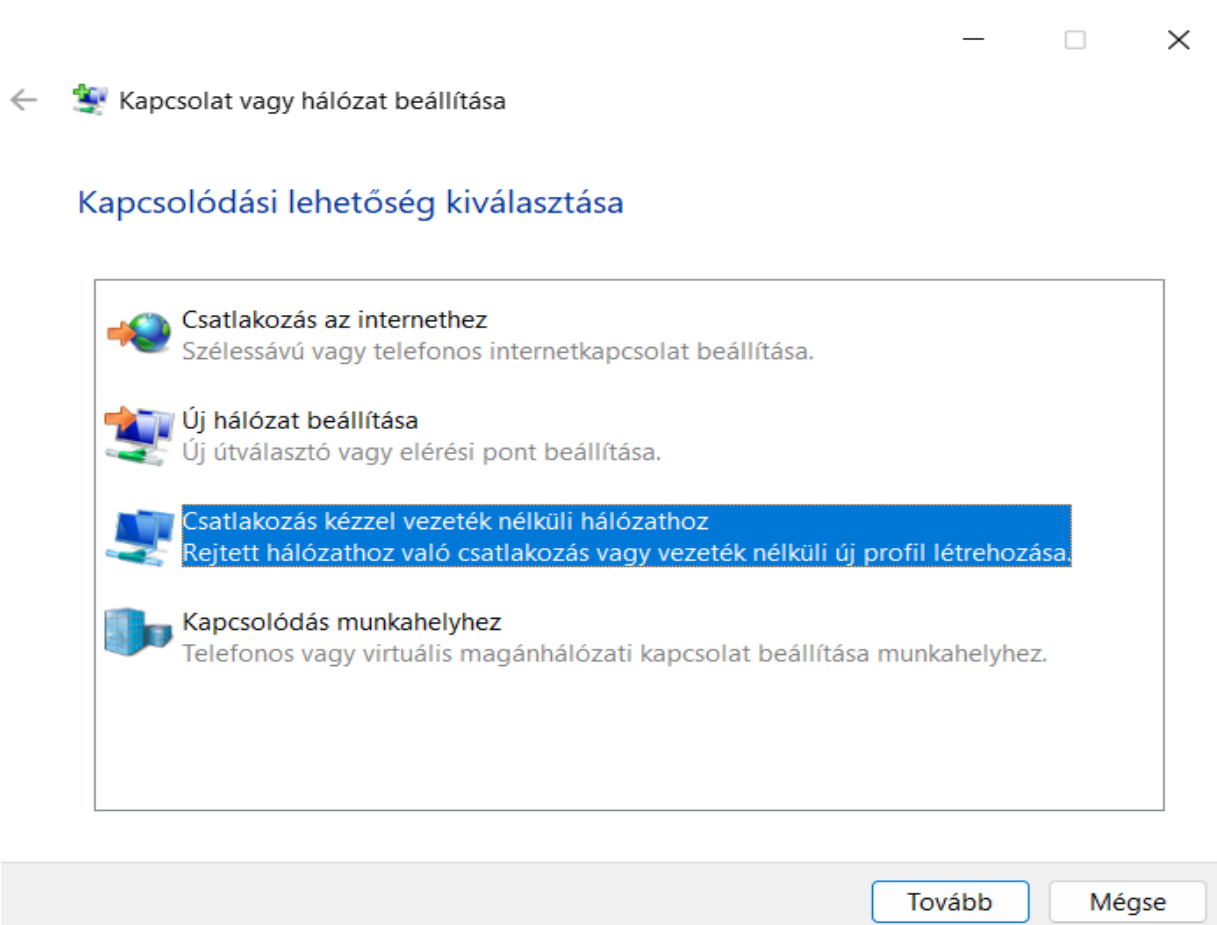 Kapcsolat vagy hálózat beállítása
Kapcsolódási lehetőség kiválasztása
Csatlakozás az internethez
Szélessávú vagy telefonos internetkapcsolat beállítása.
Új hálózat beállítása
Új útválasztó vagy elérési pont beállítása.
Csatlakozás kézzel vezeték nélküli hálózathoz
Rejtett hálózathoz való csatlakozás vagy vezeték nélküli új profil létrehozása.
Kapcsolódás munkahelyhez
Telefonos vagy virtuális magánhálózati kapcsolat beállítása munkahelyhez.
Tovább Mégse